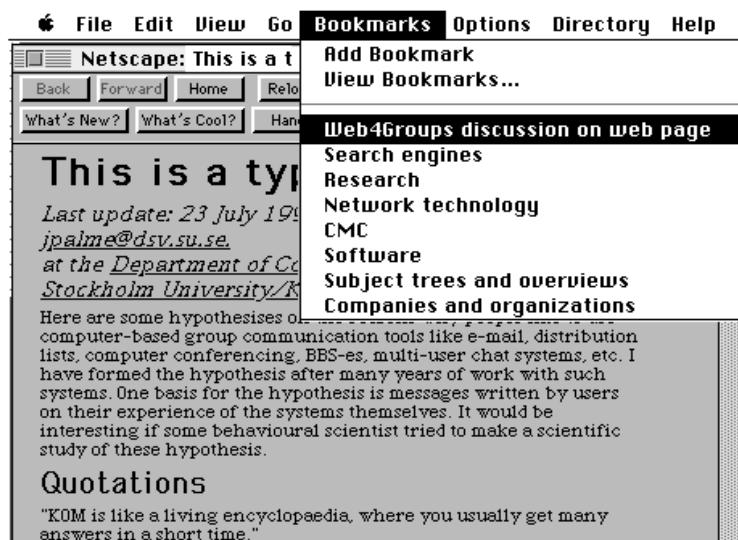 File Edit View Go Bookmarks Options Directory Help
Netscape: This is a t
Add Bookmark
View Bookmarks...
Back Forward Home Relo
What's New? What's Cool? Han
Web4Groups discussion on web page
Search engines
Research
Network technology
CMC
Software
Subject trees and overviews
Companies and organizations
This is a typ
Last update: 23 July 199
jpalme@dsv.su.se.
at the Department of Co
Stockholm University/K
Here are some hypothesises
computer-based group communication tools like e-mail, distribution
lists, computer conferencing, BBS-es, multi-user chat systems, etc. I
have formed the hypothesis after many years of work with such
systems. One basis for the hypothesis is messages written by users
on their experience of the systems themselves. It would be
interesting if some behavioural scientist tried to make a scientific
study of these hypothesis.
Quotations
"KOM is like a living encyclopaedia, where you usually get many
answers in a short time."